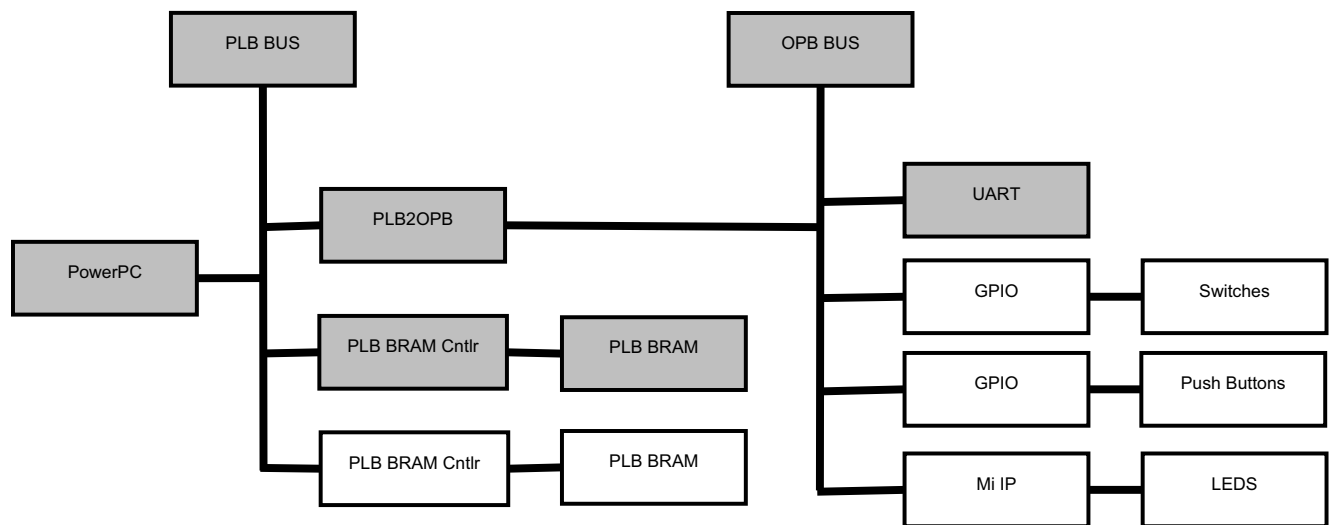 PLB BUS
OPB BUS
UART
PLB2OPB
PowerPC
GPIO
Switches
PLB BRAM Cntlr
PLB BRAM
GPIO
Push Buttons
PLB BRAM Cntlr
PLB BRAM
Mi IP
LEDS